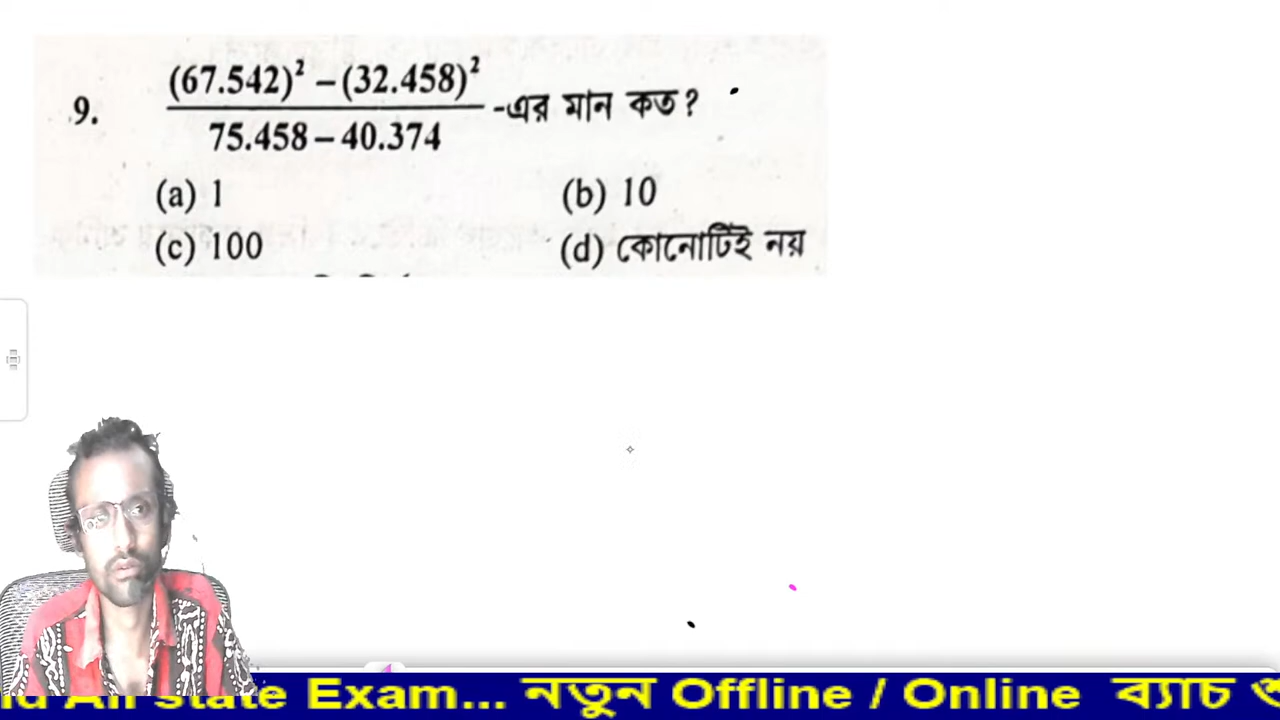 9. (67.542)² – (32.458)²
75.458 – 40.374
-এর মান কত?
(a) 1 (b) 10
(c) 100 (d) কোনোটিই নয়
state Exam... নতুন Offline / Online ব্যাচ